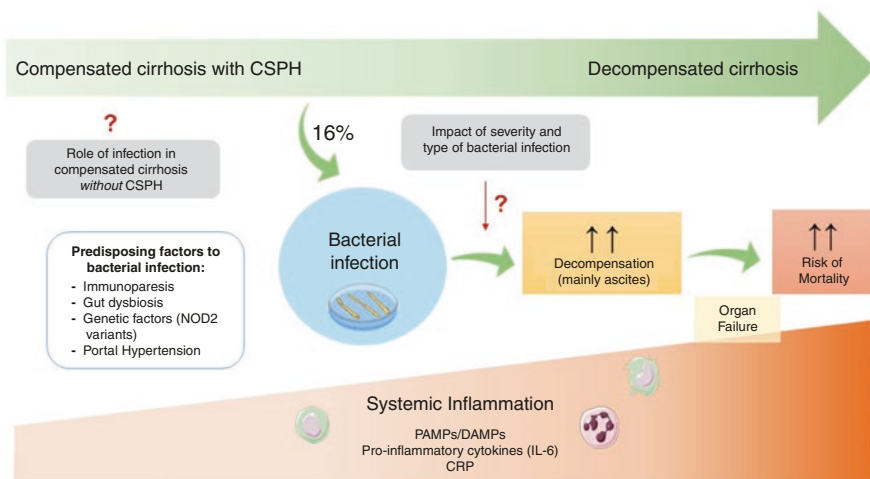 Compensated cirrhosis with CSPH
Decompensated cirrhosis
?
Role of infection in
compensated cirrhosis
without CSPH
16%
Impact of severity and
type of bacterial infection
?
Predisposing factors to
bacterial infection:
- Immunoparesis
- Gut dysbiosis
- Genetic factors (NOD2
variants)
- Portal Hypertension
Bacterial
infection
↑↑
Decompensation
(mainly ascites)
↑↑
Risk of
Mortality
Organ
Failure
Systemic Inflammation
PAMPs/DAMPs
Pro-inflammatory cytokines (IL-6)
CRP